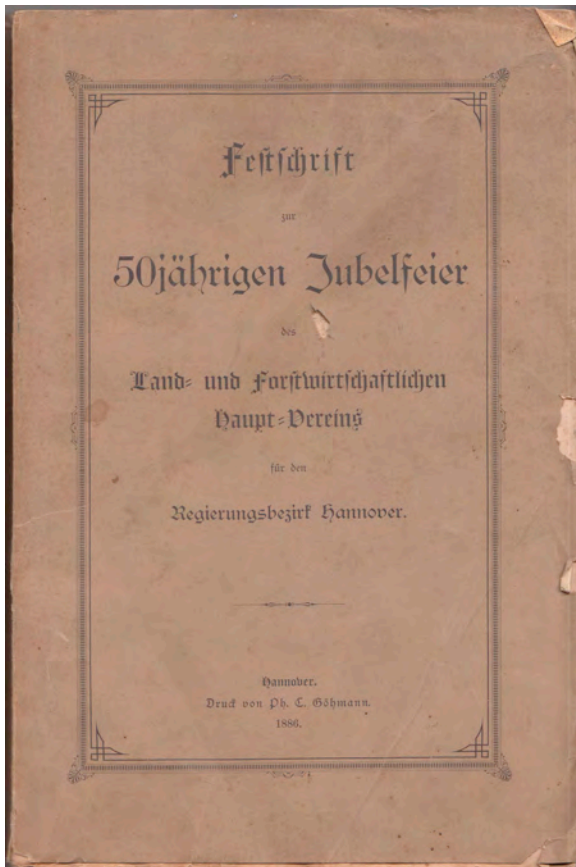 Festschrift
zur
50jährigen Jubelfeier
des
Land- und Forstwirtschaftlichen
Haupt-Vereins
für den
Regierungsbezirk Hannover.
Hannover.
Druck von Ph. C. Göhmann.
1886.